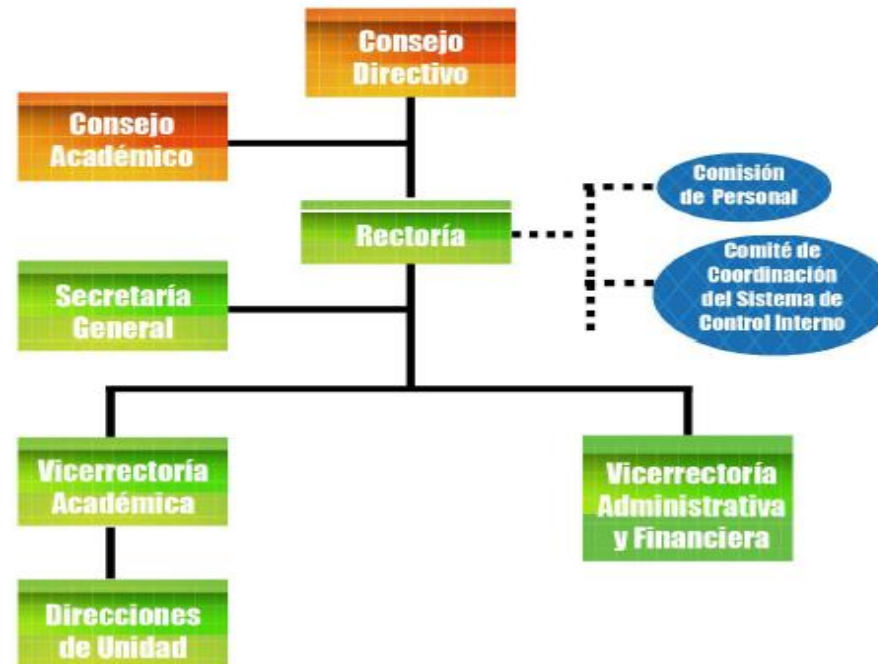 Consejo
Directivo
Consejo
Académico
Comisión
de Personal
Rectoría
Comité de
Coordinación
del Sistema de
Control Interno
Secretaría
General
Vicerrectoría
Académica
Vicerrectoría
Administrativa
y Financiera
Direcciones
de Unidad